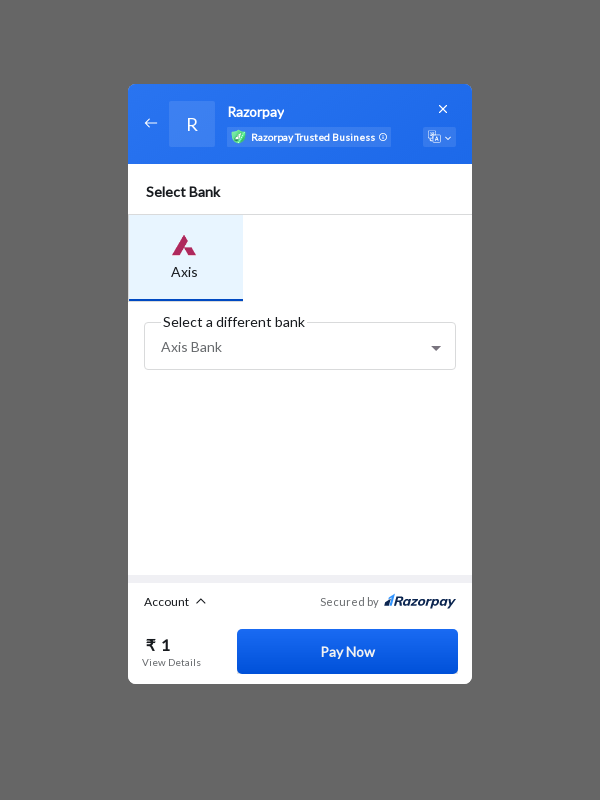 R
Razorpay
Razorpay Trusted Business
Select Bank
Axis
Select a different bank
Axis Bank
Account
Secured by Razorpay
₹ 1
View Details
Pay Now